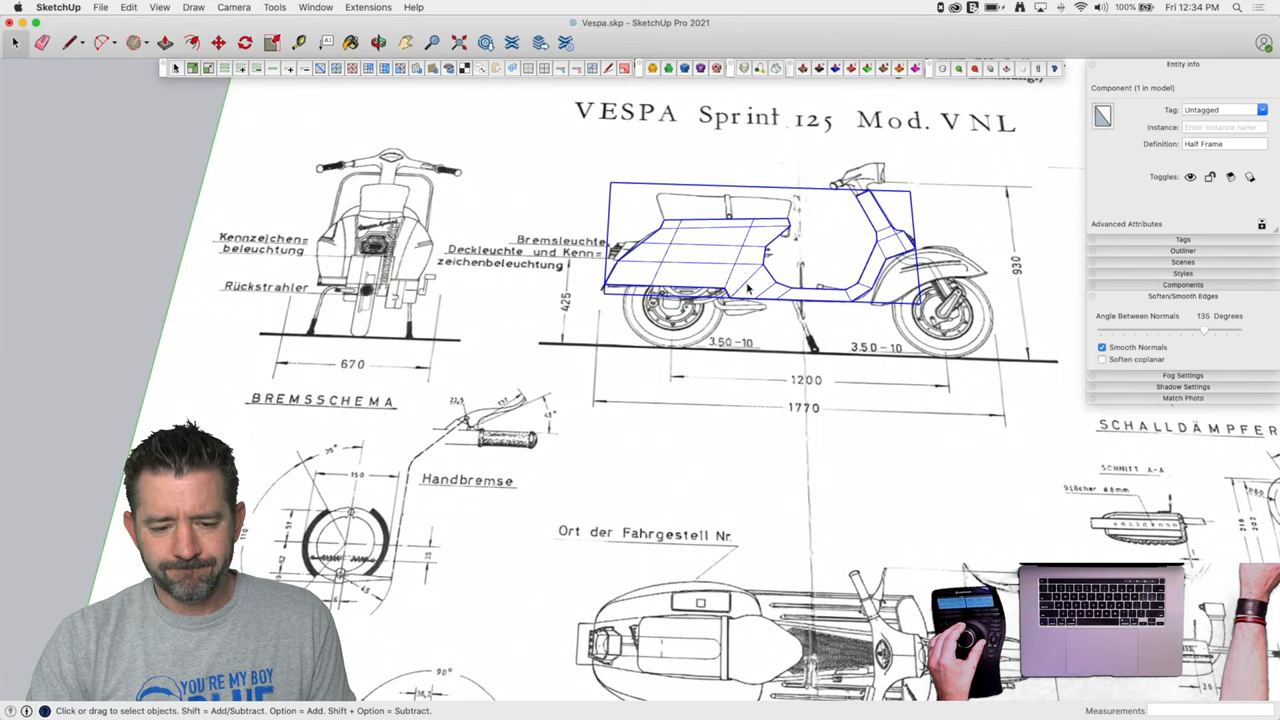 SketchUp File Edit View Draw Camera Tools Window Extensions Help
100% Fri 12:34 PM
Vespa.skp - SketchUp Pro 2021
VESPA Sprint 125 Mod. VNL
Kennzeichen=
beleuchtung
Rückstrahler
Bremsleuchte
Deckleuchte und Kenn=
zeichenbeleuchtung
425
930
3.50-10
3.50-10
670
1200
1770
BREMSSCHEMA
Handbremse
150
Ort der Fahrgestell Nr.
SCHALLDÄMPFER
SCHNITT A-A
90°
25
Entity Info
Component (1 in model)
Tag: Untagged
Instance: Enter instance name
Definition: Half Frame
Toggles:
Advanced Attributes
Tags
Outliner
Scenes
Styles
Components
Soften/Smooth Edges
Angle Between Normals 135 Degrees
Smooth Normals
Soften coplanar
Fog Settings
Shadow Settings
Match Photo
YOU'RE MY BOY
BLUE
Click or drag to select objects. Shift = Add/Subtract. Option = Add. Shift + Option = Subtract.
Measurements